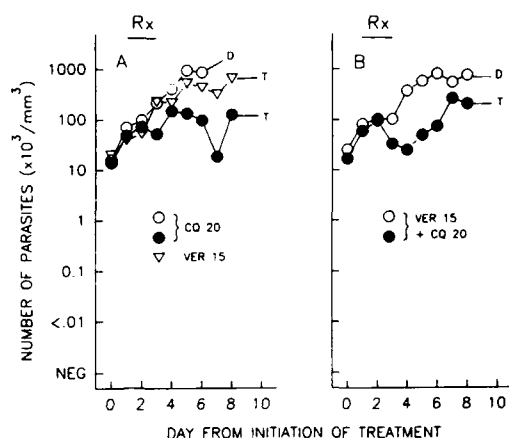 Rx
Rx
A
B
NUMBER OF PARASITES (x10³/mm³)
1000
100
10
1
0.1
<.01
NEG
D
T
T
D
T
CQ 20
VER 15
VER 15
+ CQ 20
0 2 4 6 8 10
0 2 4 6 8 10
DAY FROM INITIATION OF TREATMENT